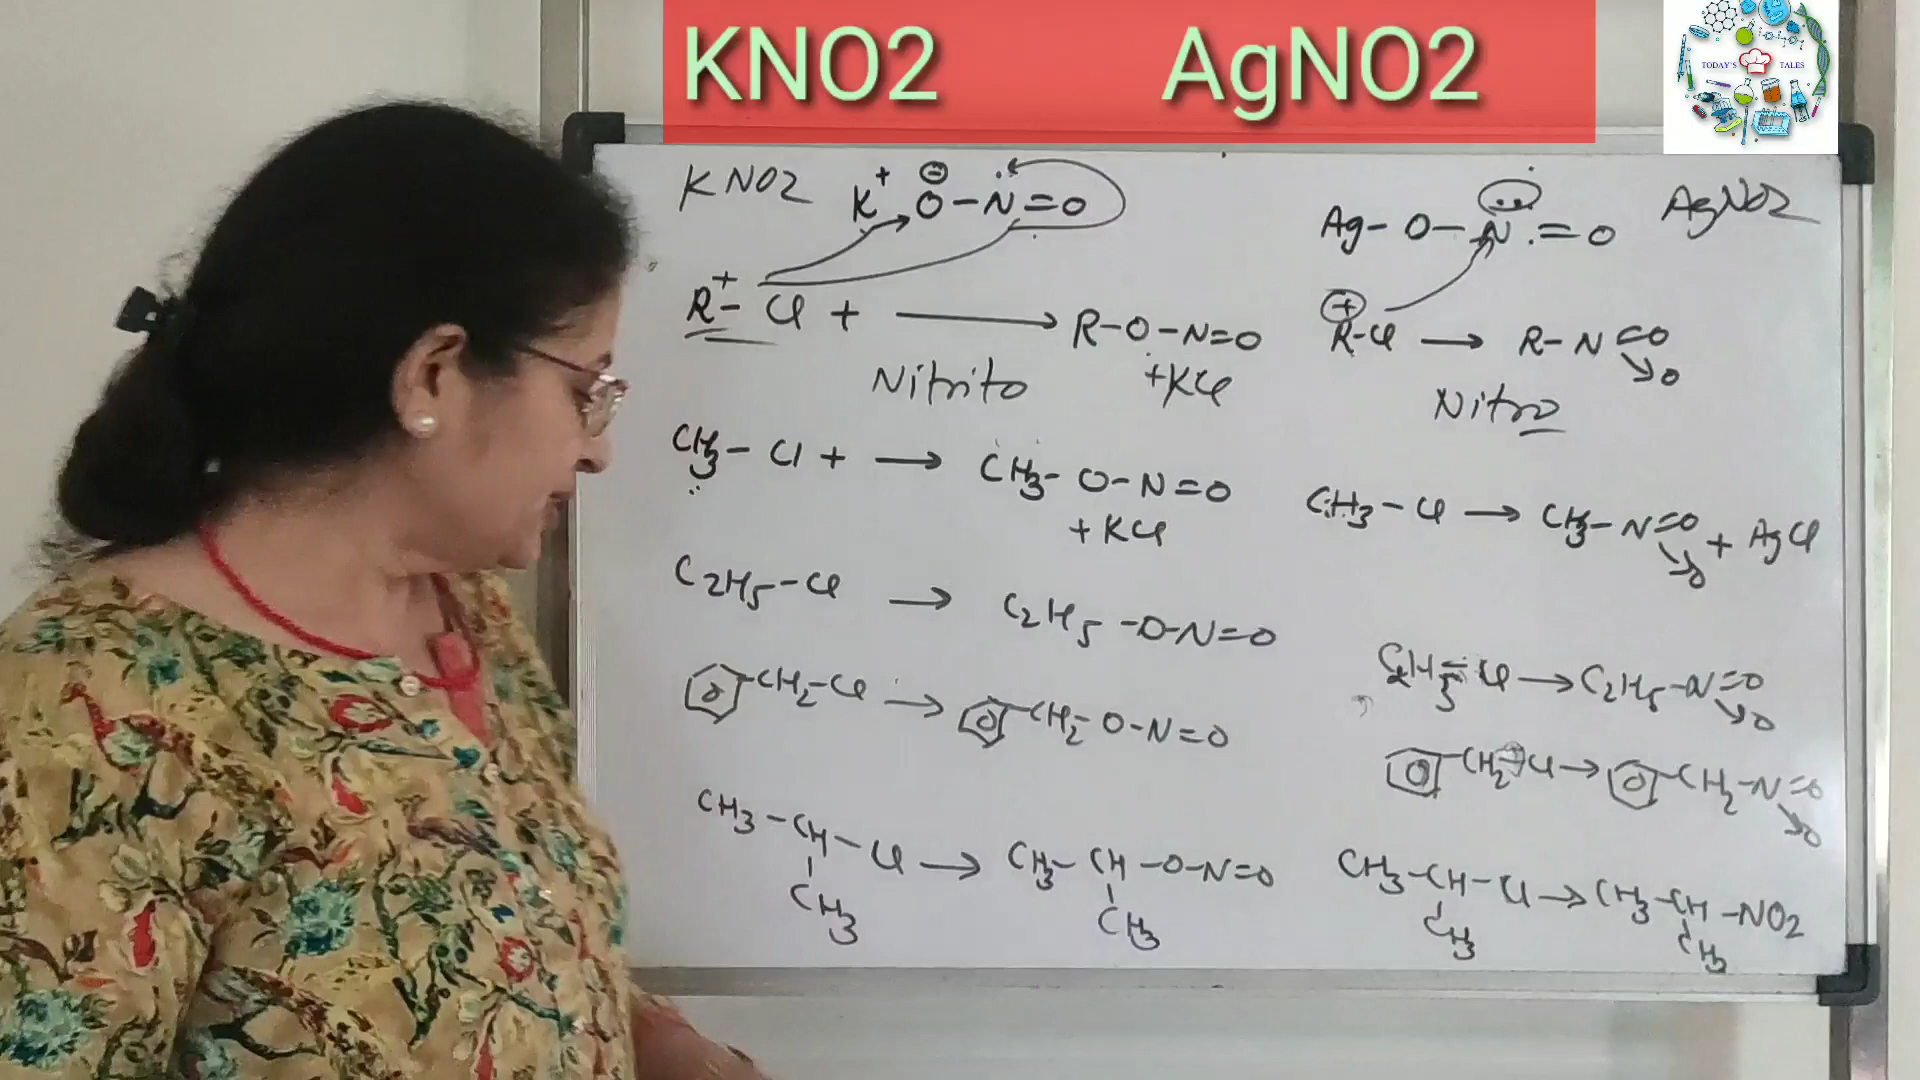 KNO2 AgNO2
TODAY'S TALES
KNO2 K⁺ O⊖-N=O
R⁺-Cl + → R-O-N=O
+KCl
Nitrito
CH3-Cl + → CH3-O-N=O
+KCl
C2H5-Cl → C2H5-O-N=O
CH2-Cl → CH2-O-N=O
CH3-CH-Cl → CH3-CH-O-N=O
CH3 CH3
Ag-O-N=O AgNO2
⊕
R-Cl → R-N=O
↘O
Nitro
CH3-Cl → CH3-N=O + AgCl
↘O
C2H5-Cl → C2H5-N=O
↘O
CH2-Cl → CH2-N=O
↘O
CH3-CH-Cl → CH3-CH-NO2
CH3 CH3